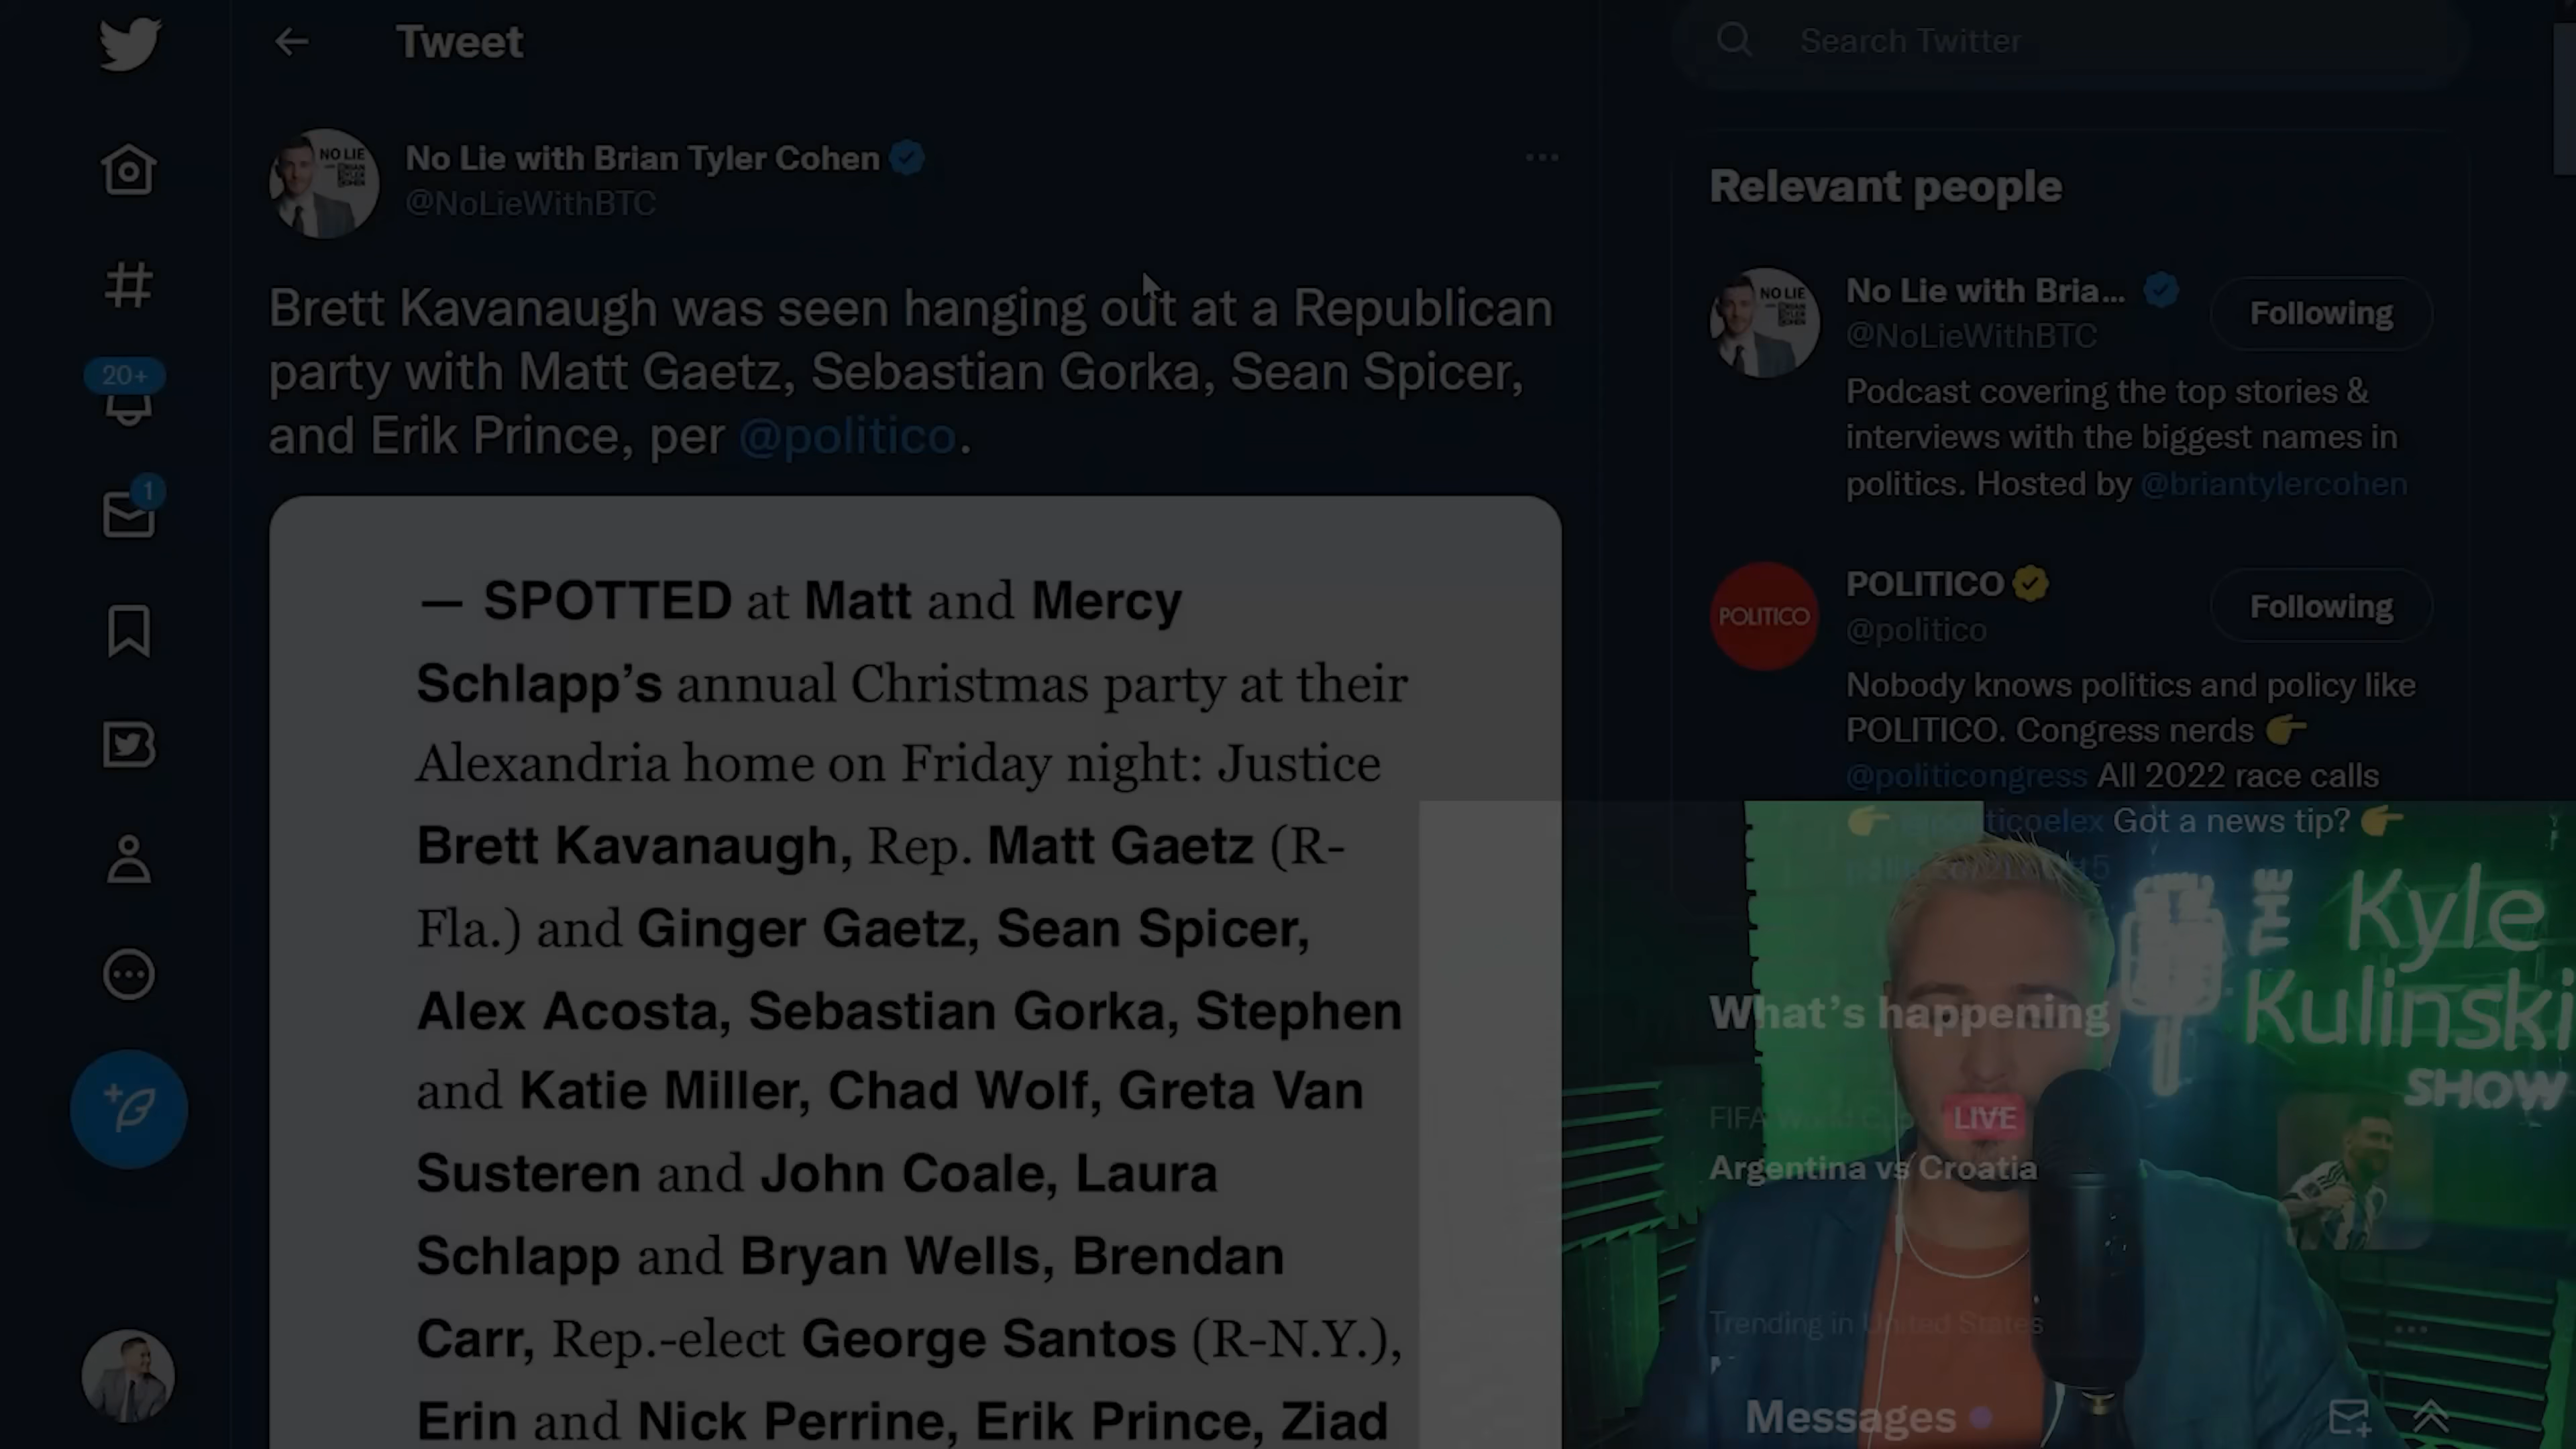 Tweet
No Lie with Brian Tyler Cohen
@NoLieWithBTC
Brett Kavanaugh was seen hanging out at a Republican
party with Matt Gaetz, Sebastian Gorka, Sean Spicer,
and Erik Prince, per @politico.
— SPOTTED at Matt and Mercy
Schlapp’s annual Christmas party at their
Alexandria home on Friday night: Justice
Brett Kavanaugh, Rep. Matt Gaetz (R-
Fla.) and Ginger Gaetz, Sean Spicer,
Alex Acosta, Sebastian Gorka, Stephen
and Katie Miller, Chad Wolf, Greta Van
Susteren and John Coale, Laura
Schlapp and Bryan Wells, Brendan
Carr, Rep.-elect George Santos (R-N.Y.),
Erin and Nick Perrine, Erik Prince, Ziad
20+
1
NO LIE
Search Twitter
Relevant people
No Lie with Bria...
@NoLieWithBTC
Following
NO LIE
Podcast covering the top stories &
interviews with the biggest names in
politics. Hosted by @briantylercohen
POLITICO
POLITICO
@politico
Following
Nobody knows politics and policy like
POLITICO. Congress nerds 👉
@politicongress All 2022 race calls
👉 Got a news tip? 👉
What’s happening
FIFA World LIVE
Argentina vs Croatia
Trending in United States
Messages
THE
Kyle
Kulinski
SHOW